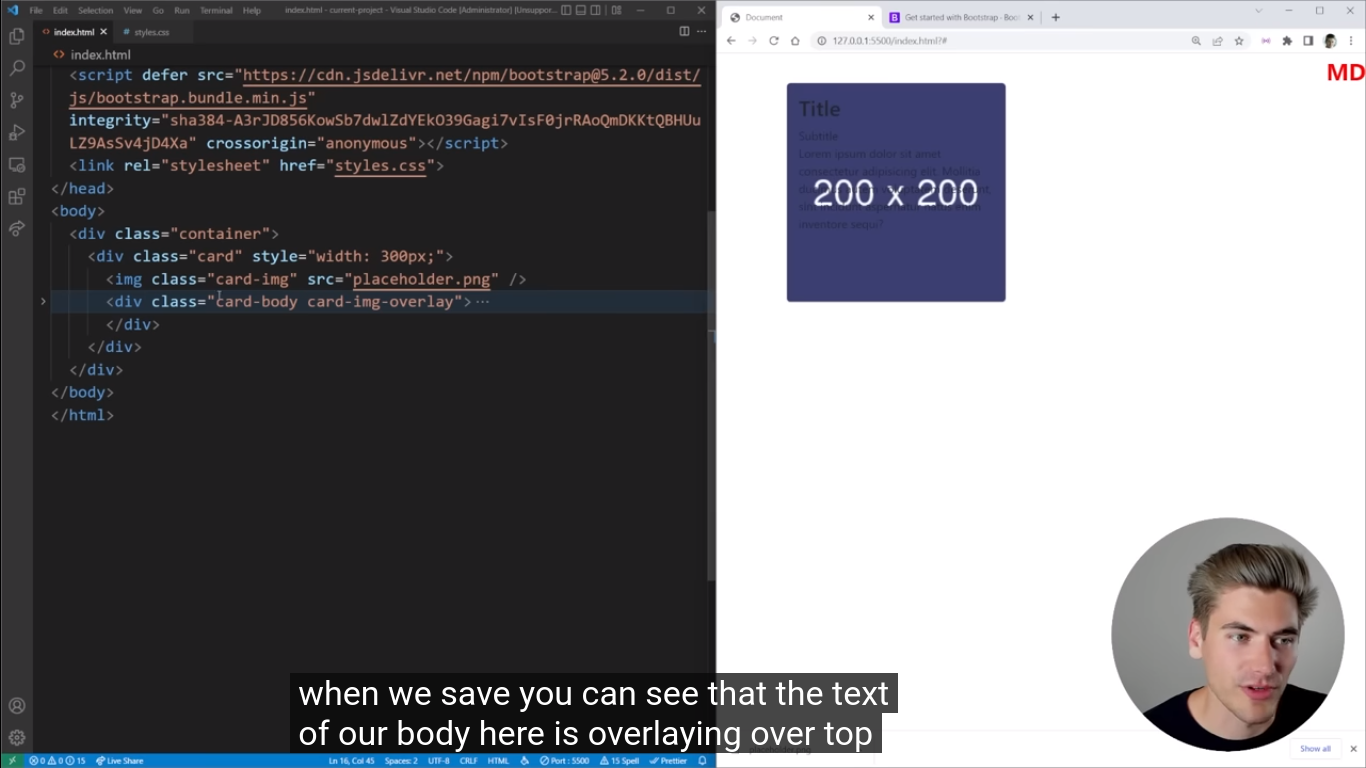 File Edit Selection View Go Run Terminal Help index.html - current-project - Visual Studio Code [Administrator] [Unsuppor...
index.html styles.css
index.html
<script defer src="https://cdn.jsdelivr.net/npm/bootstrap@5.2.0/dist/
js/bootstrap.bundle.min.js"
integrity="sha384-A3rJD856KowSb7dwlZdYEkO39Gagi7vIsF0jrRAoQmDKKtQBHUu
LZ9AsSv4jD4Xa" crossorigin="anonymous"></script>
<link rel="stylesheet" href="styles.css">
</head>
<body>
<div class="container">
<div class="card" style="width: 300px;">
<img class="card-img" src="placeholder.png" />
<div class="card-body card-img-overlay">...
</div>
</div>
</div>
</body>
</html>
Ln 16, Col 45 Spaces: 2 UTF-8 CRLF HTML Port : 5500 15 Spell Prettier
0 0 15 Live Share
Document Get started with Bootstrap · Boo
127.0.0.1:5500/index.html?#
MD
Title
Subtitle
Lorem ipsum dolor sit amet
consectetur adipisicing elit. Mollitia
200 x 200
inventore sequi?
Show all
when we save you can see that the text
of our body here is overlaying over top